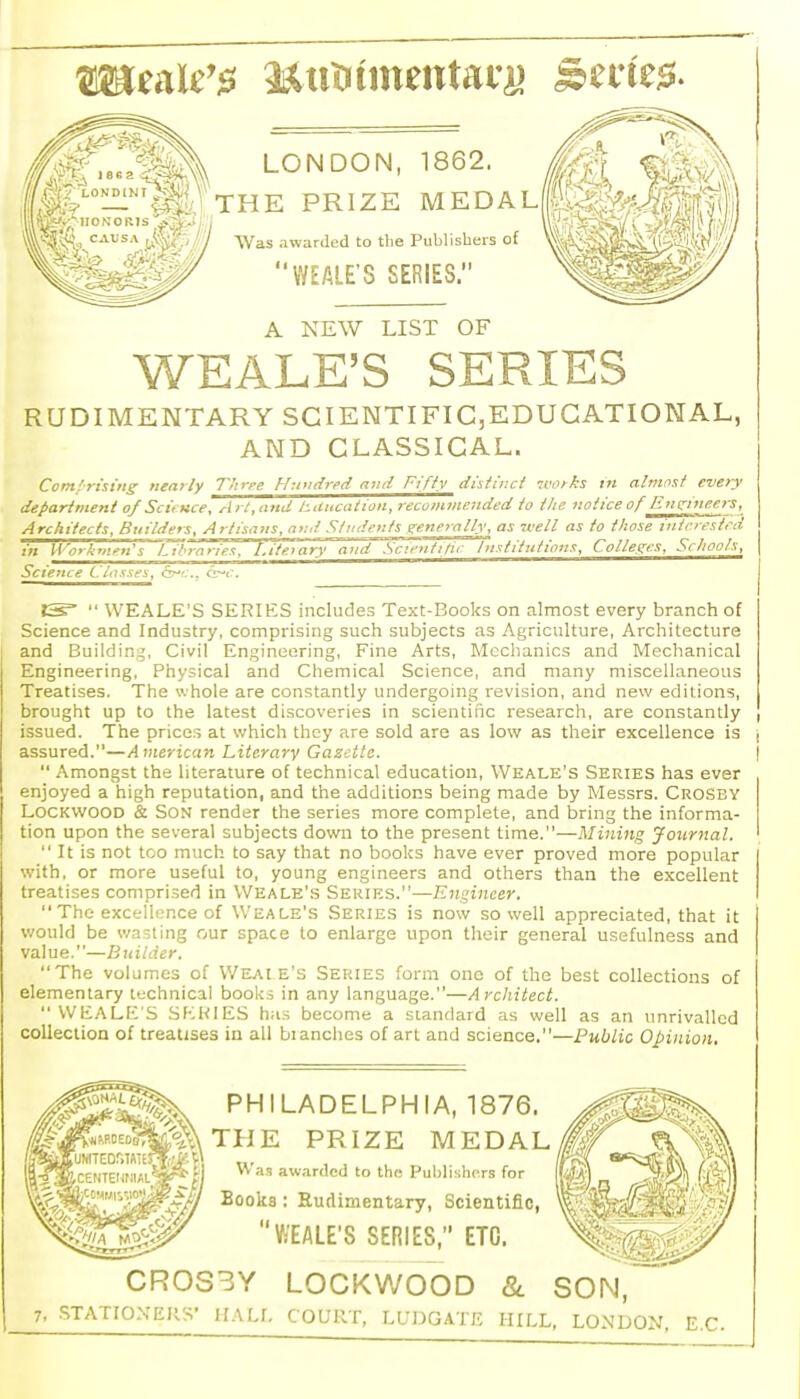 Weale's Rudimentary Series.
1862
LONDINI
HONORIS
CAUSA
LONDON, 1862.
THE PRIZE MEDAL
Was awarded to the Publishers of
"WEALE'S SERIES."
A NEW LIST OF
WEALE'S SERIES
RUDIMENTARY SCIENTIFIC, EDUCATIONAL,
AND CLASSICAL.
Comprising nearly Three Hundred and Fifty distinct works in almost every
department of Science, Art, and Education, recommended to the notice of Engineers,
Architects, Builders, Artisans, and Students generally, as well as to those interested
in Workmen's Libraries, Literary and Scientific Institutions, Colleges, Schools,
Science Classes, &c., &c.
☞ " WEALE'S SERIES includes Text-Books on almost every branch of
Science and Industry, comprising such subjects as Agriculture, Architecture
and Building, Civil Engineering, Fine Arts, Mechanics and Mechanical
Engineering, Physical and Chemical Science, and many miscellaneous
Treatises. The whole are constantly undergoing revision, and new editions,
brought up to the latest discoveries in scientific research, are constantly
issued. The prices at which they are sold are as low as their excellence is
assured."—American Literary Gazette.
" Amongst the literature of technical education, WEALE'S SERIES has ever
enjoyed a high reputation, and the additions being made by Messrs. CROSBY
LOCKWOOD & SON render the series more complete, and bring the informa-
tion upon the several subjects down to the present time."—Mining Journal.
" It is not too much to say that no books have ever proved more popular
with, or more useful to, young engineers and others than the excellent
treatises comprised in WEALE'S SERIES."—Engineer.
"The excellence of WEALE'S SERIES is now so well appreciated, that it
would be wasting our space to enlarge upon their general usefulness and
value."—Builder.
"The volumes of WEALE'S SERIES form one of the best collections of
elementary technical books in any language."—Architect.
" WEALE'S SERIES has become a standard as well as an unrivalled
collection of treatises in all branches of art and science."—Public Opinion.
AWARDED BY
UNITED STATES
CENTENNIAL
COMMISSION
PHILADELPHIA, 1876.
THE PRIZE MEDAL
Was awarded to the Publishers for
Books : Rudimentary, Scientific,
"WEALE'S SERIES," ETC.
CROSBY LOCKWOOD & SON,
7, STATIONERS' HALL COURT, LUDGATE HILL, LONDON, E.C.